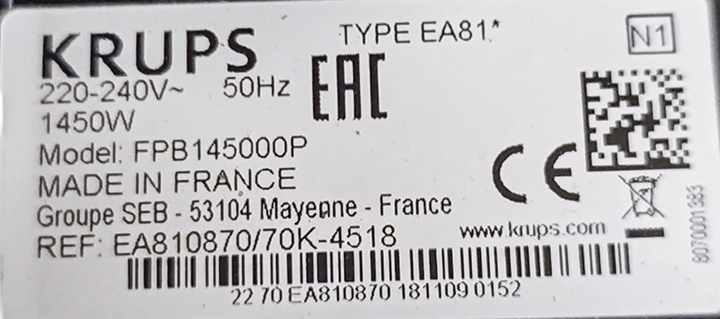 KRUPS
TYPE EA81.*
N1
220-240V~ 50Hz
EAC
1450W
Model: FPB145000P
MADE IN FRANCE
CE
Groupe SEB - 53104 Mayenne - France
www.krups.com
REF: EA810870/70K-4518
8070001383
22 70 EA810870 181109 0152